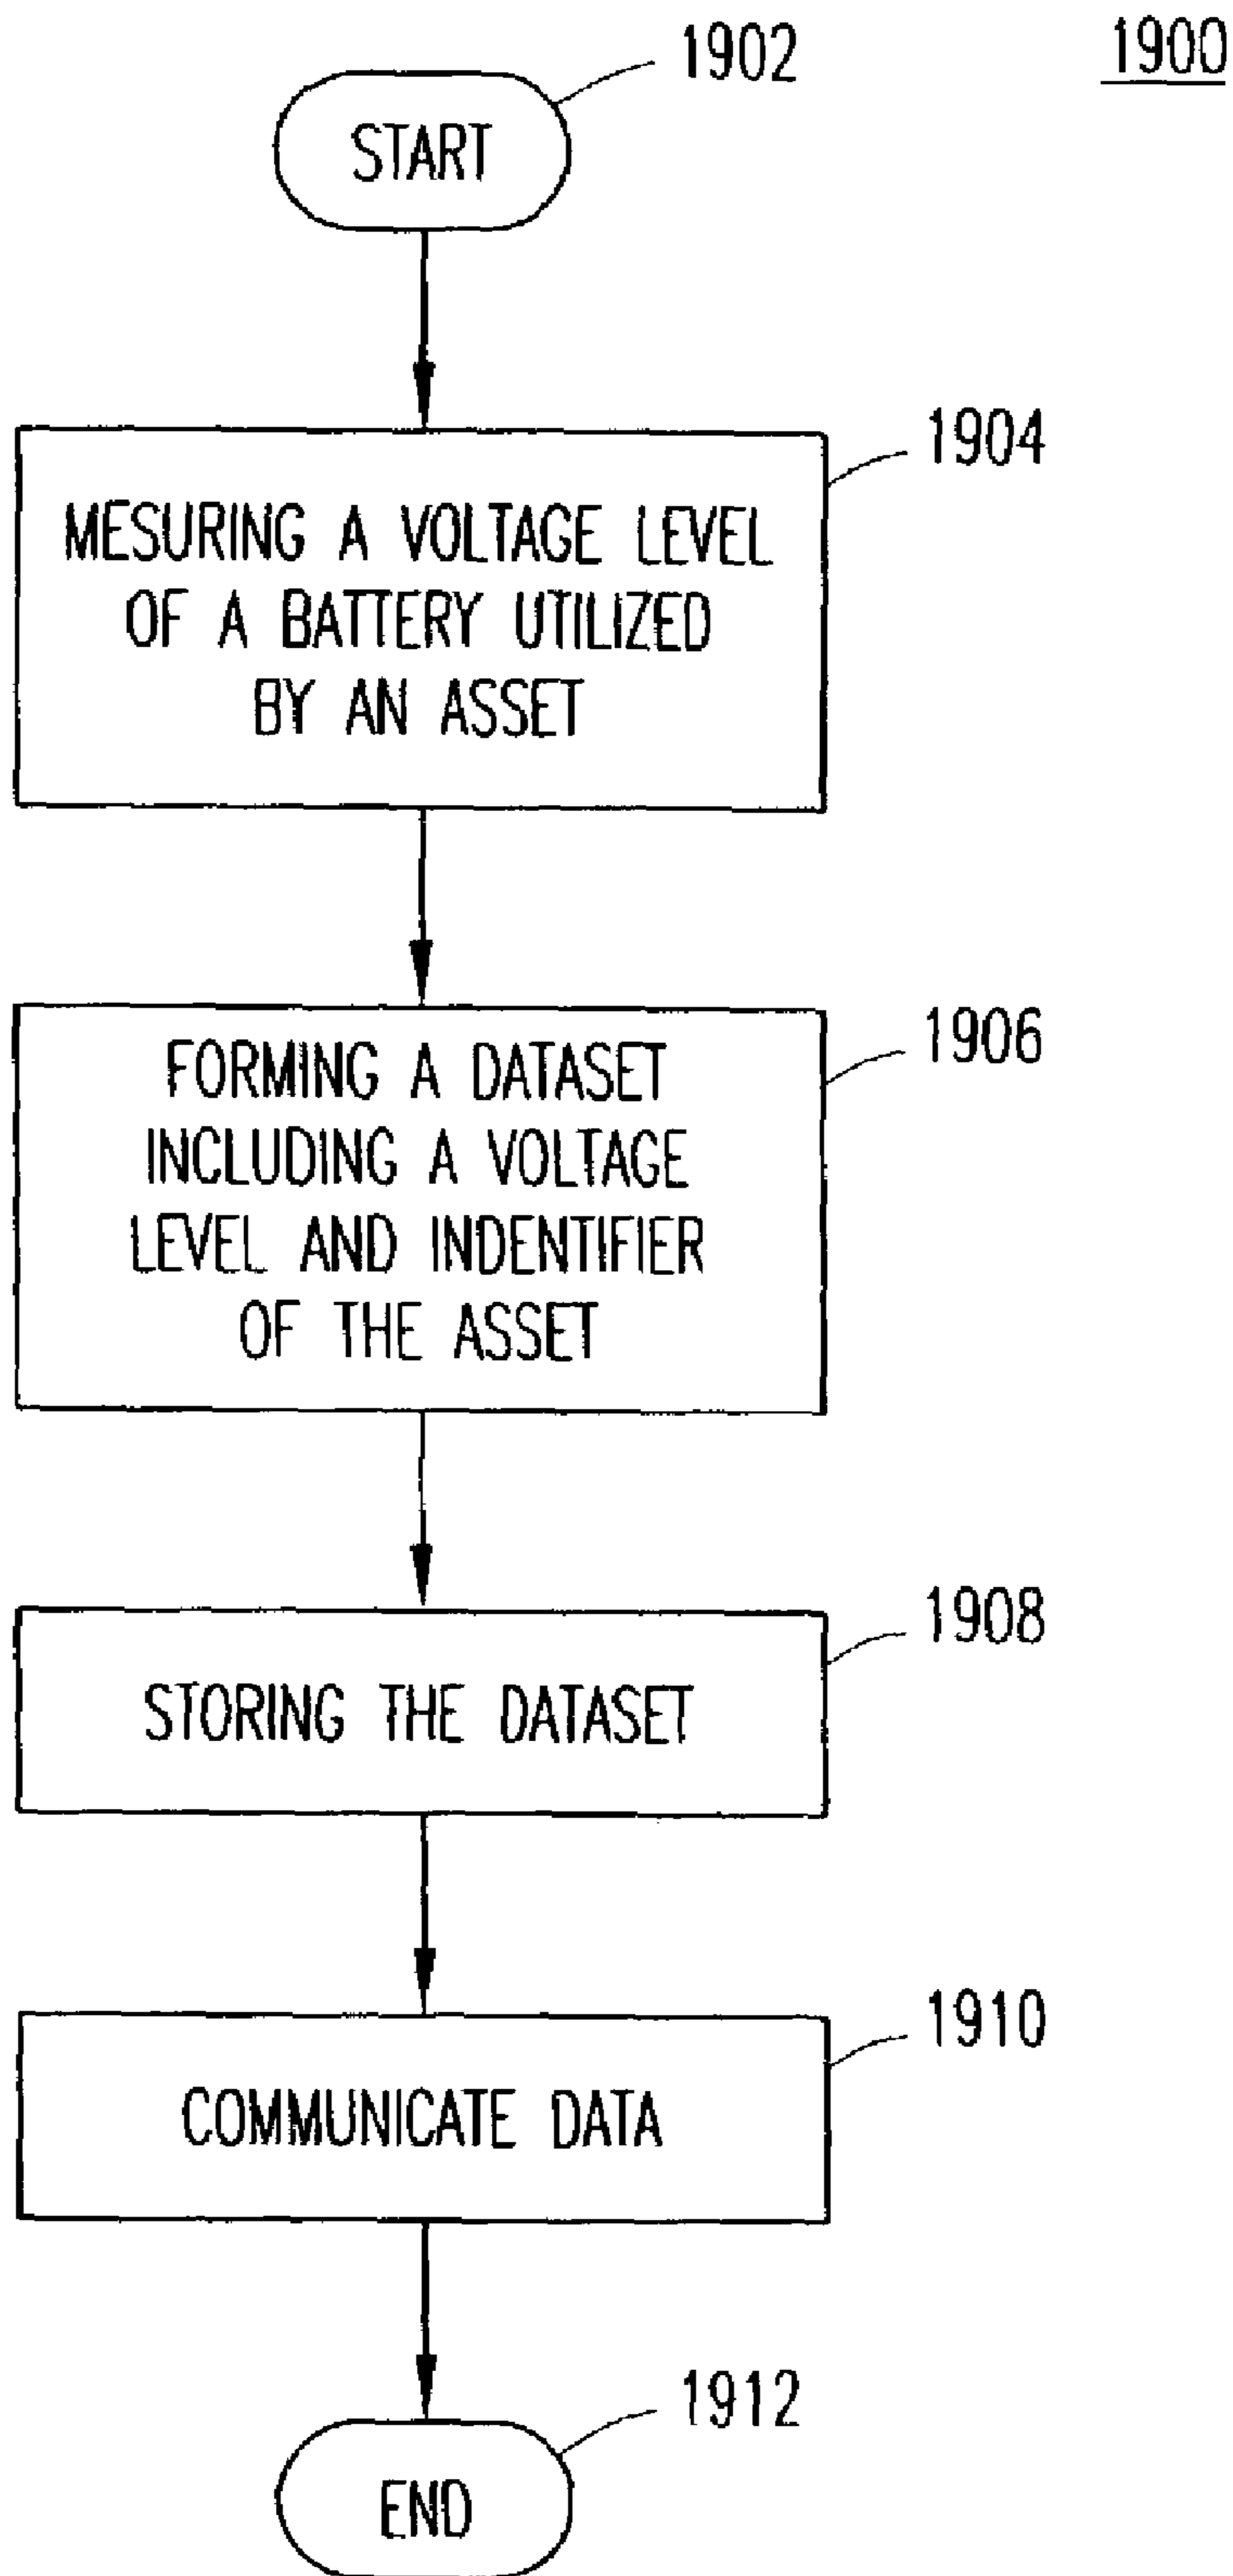 1902
1900
START
1904
MESURING A VOLTAGE LEVEL
OF A BATTERY UTILIZED
BY AN ASSET
1906
FORMING A DATASET
INCLUDING A VOLTAGE
LEVEL AND INDENTIFIER
OF THE ASSET
1908
STORING THE DATASET
1910
COMMUNICATE DATA
1912
END